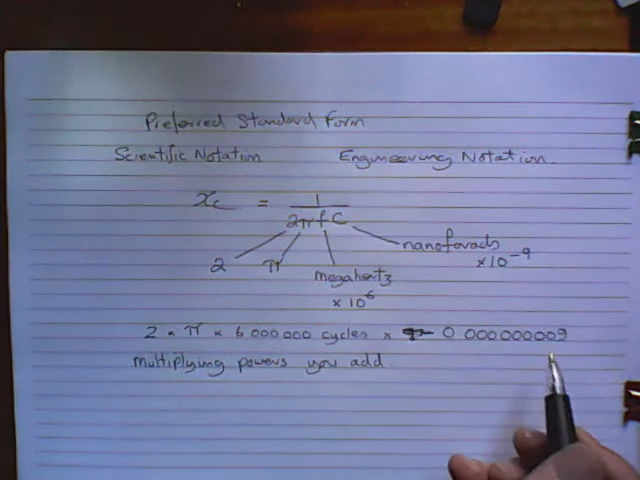 Preferred Standard Form
Scientific Notation Engineering Notation
Xc = 1
2πfC
nanofarads
2 π megahertz ×10⁻⁹
×10⁶
2 × π × 6 000 000 cycles × 0 000000009
multiplying powers you add